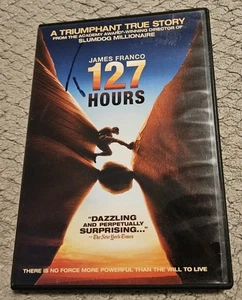 A TRIUMPHANT TRUE STORY
FROM THE ACADEMY AWARD®-WINNING DIRECTOR OF
SLUMDOG MILLIONAIRE
JAMES FRANCO
127
HOURS
"DAZZLING
AND PERPETUALLY
SURPRISING..."
The New York Times
THERE IS NO FORCE MORE POWERFUL THAN THE WILL TO LIVE